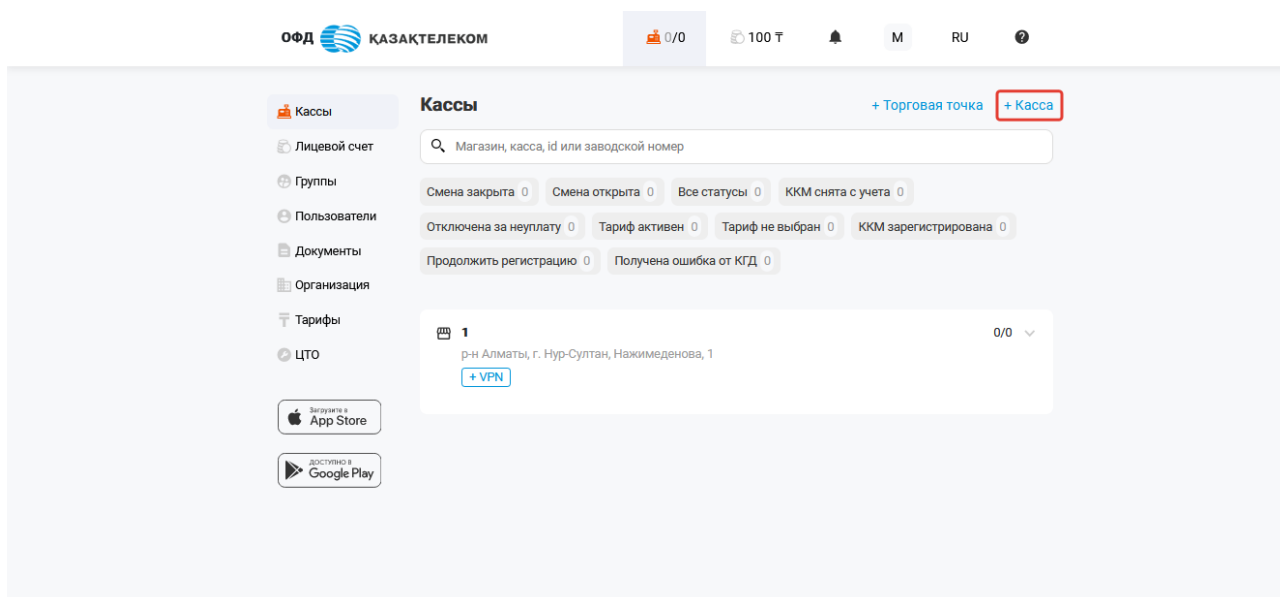 ОФД ҚАЗАҚТЕЛЕКОМ 0/0 100 ₸ M RU ?
Кассы
Лицевой счет
Группы
Пользователи
Документы
Организация
Тарифы
ЦТО
Загрузите в
App Store
ДОСТУПНО В
Google Play
Кассы + Торговая точка + Касса
Магазин, касса, id или заводской номер
Смена закрыта 0 Смена открыта 0 Все статусы 0 ККМ снята с учета 0
Отключена за неуплату 0 Тариф активен 0 Тариф не выбран 0 ККМ зарегистрирована 0
Продолжить регистрацию 0 Получена ошибка от КГД 0
1 0/0
р-н Алматы, г. Нур-Султан, Нажимеденова, 1
+ VPN